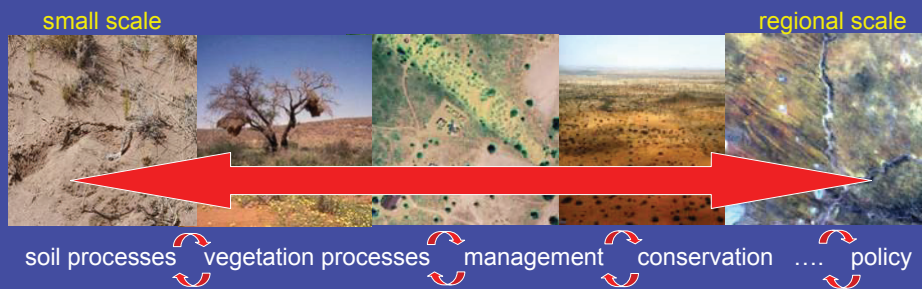 small scale regional scale
soil processes vegetation processes management conservation .... policy